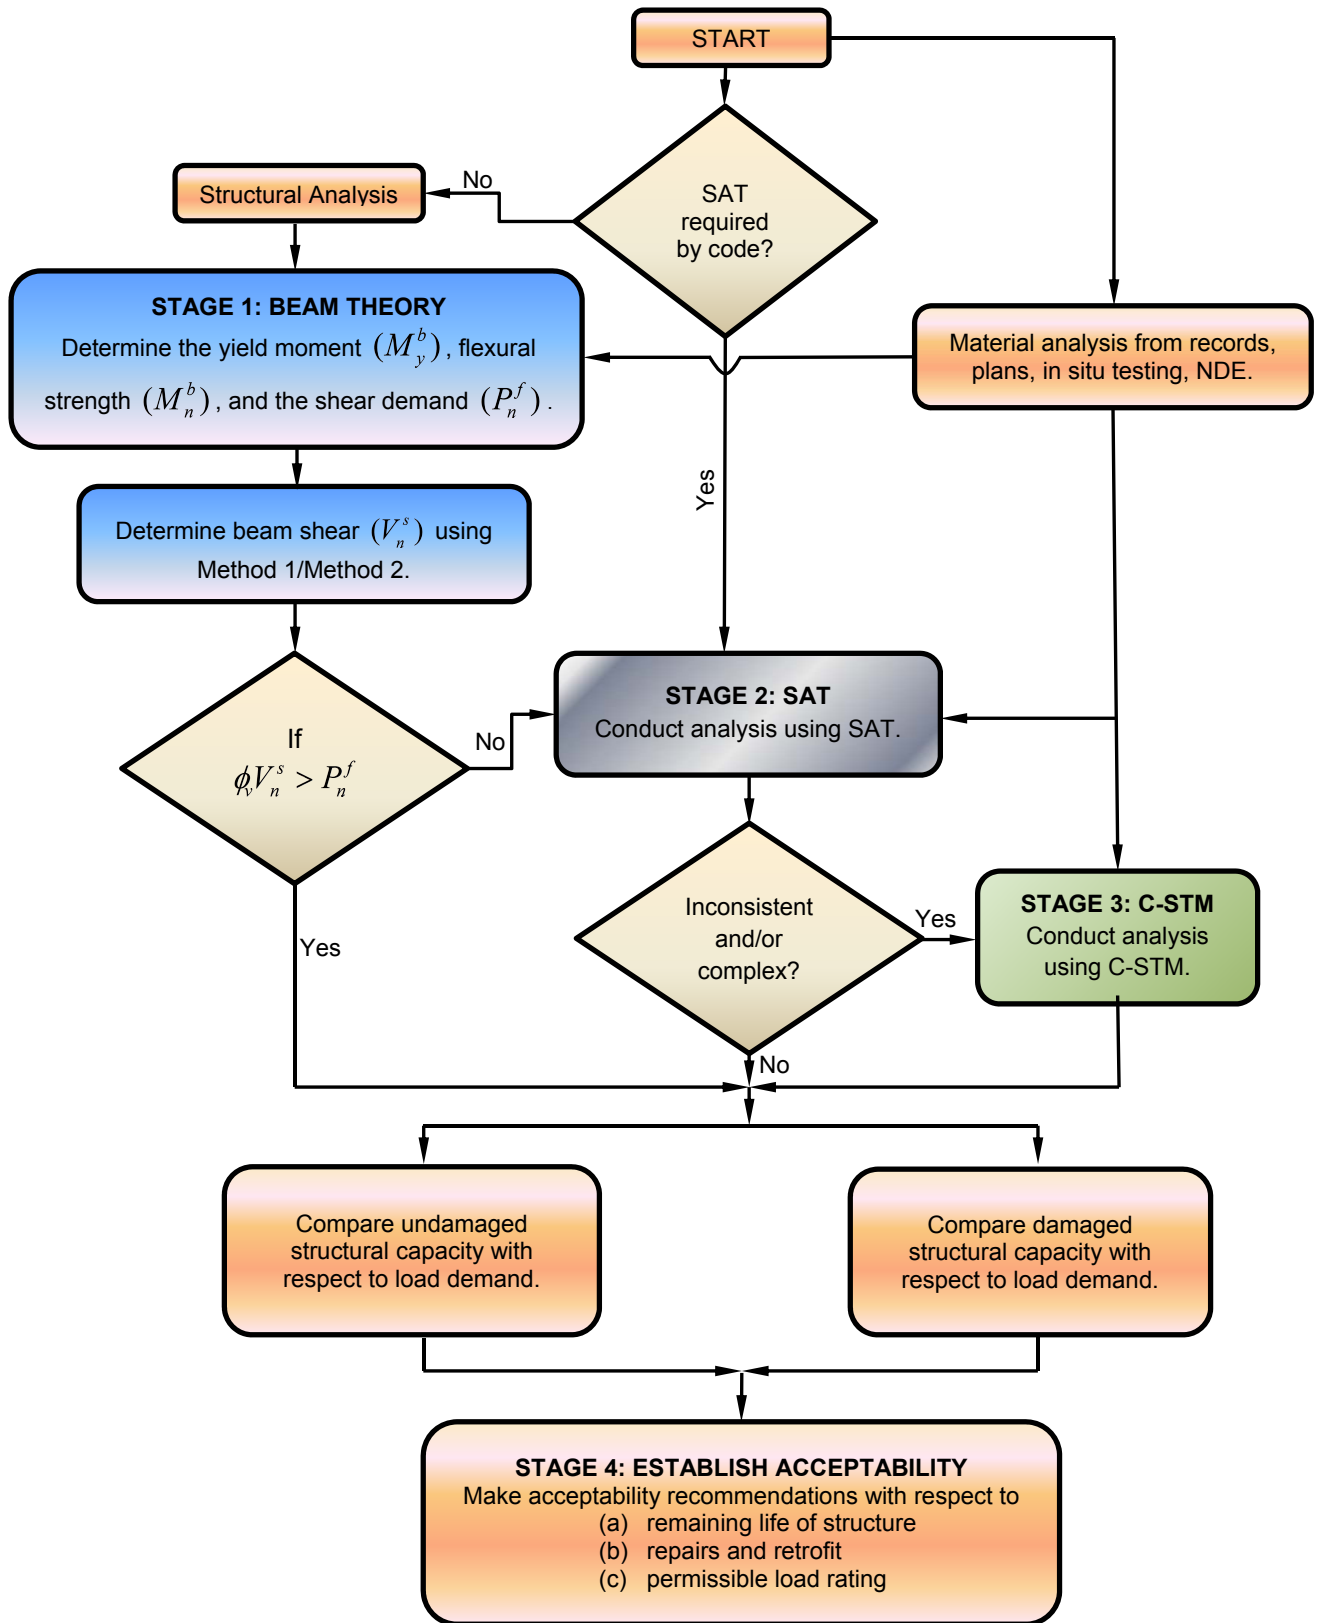 START
SAT
required
by code?
No
Structural Analysis
STAGE 1: BEAM THEORY
Determine the yield moment (M_y^b), flexural
strength (M_n^b), and the shear demand (P_n^f).
Material analysis from records,
plans, in situ testing, NDE.
Yes
Determine beam shear (V_n^s) using
Method 1/Method 2.
If
ϕ_v V_n^s > P_n^f
No
Yes
STAGE 2: SAT
Conduct analysis using SAT.
Inconsistent
and/or
complex?
Yes
No
STAGE 3: C-STM
Conduct analysis
using C-STM.
Compare undamaged
structural capacity with
respect to load demand.
Compare damaged
structural capacity with
respect to load demand.
STAGE 4: ESTABLISH ACCEPTABILITY
Make acceptability recommendations with respect to
(a) remaining life of structure
(b) repairs and retrofit
(c) permissible load rating